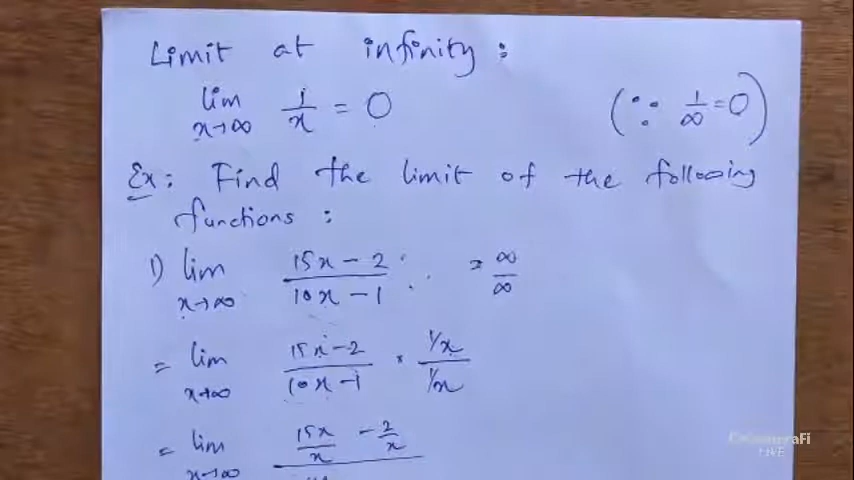 Limit at infinity :
lim x→∞ 1/x = 0 (∵ 1/∞ = 0)
Ex: Find the limit of the following
functions :
1) lim x→∞ (15x - 2)/(10x - 1) = ∞/∞
= lim x→∞ (15x - 2)/(10x - 1) × (1/x)/(1/x)
= lim x→∞ 15x/x - 2/x
LIVE